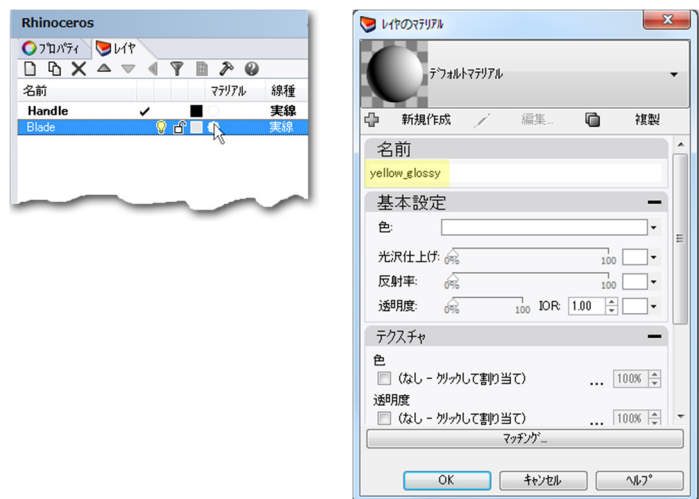 Rhinoceros
プロパティ レイヤ
名前 マテリアル 線種
Handle 実線
Blade 実線
レイヤのマテリアル
デフォルトマテリアル
新規作成 編集... 複製
名前
yellow_glossy
基本設定
色:
光沢仕上げ: 0% 100
反射率: 0% 100
透明度: 0% 100 IOR: 1.00
テクスチャ
色
(なし - クリックして割り当て) ... 100%
透明度
(なし - クリックして割り当て) ... 100%
マッチング...
OK キャンセル ヘルプ